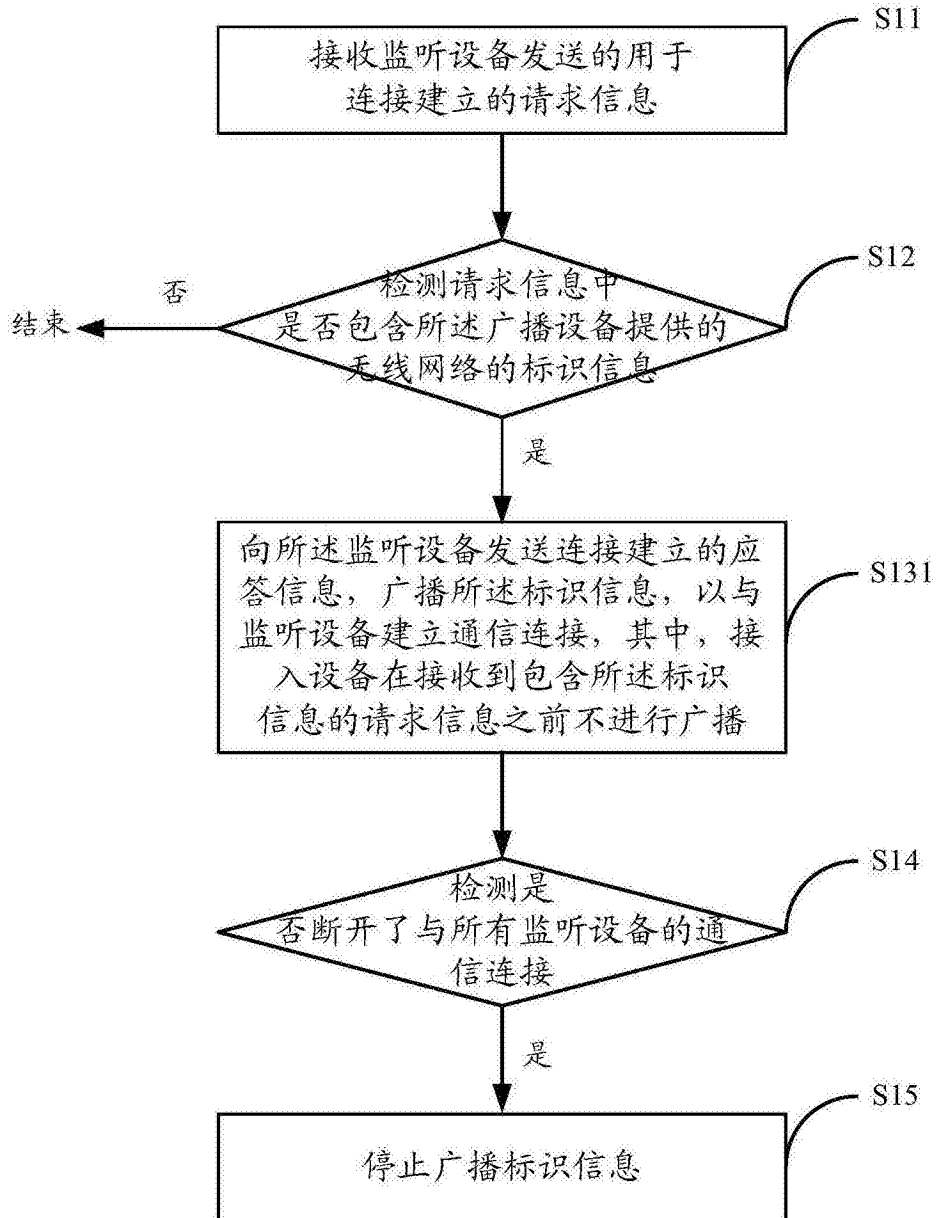 S11
接收监听设备发送的用于
连接建立的请求信息
S12
检测请求信息中
是否包含所述广播设备提供的
无线网络的标识信息
否
结束
是
S131
向所述监听设备发送连接建立的应
答信息，广播所述标识信息，以与
监听设备建立通信连接，其中，接
入设备在接收到包含所述标识
信息的请求信息之前不进行广播
S14
检测是
否断开了与所有监听设备的通
信连接
是
S15
停止广播标识信息